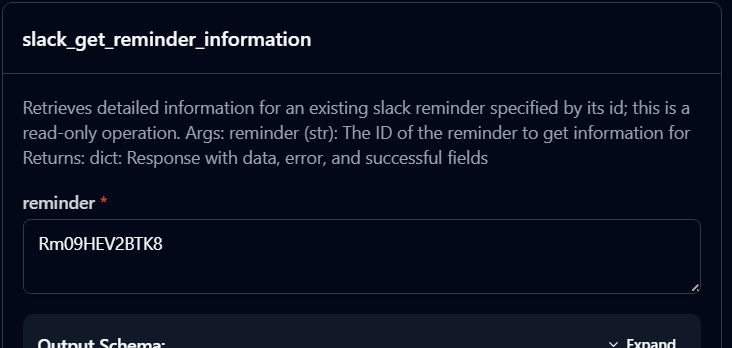 slack_get_reminder_information
Retrieves detailed information for an existing slack reminder specified by its id; this is a
read-only operation. Args: reminder (str): The ID of the reminder to get information for
Returns: dict: Response with data, error, and successful fields
reminder *
Rm09HEV2BTK8
Output Schema:
Expand